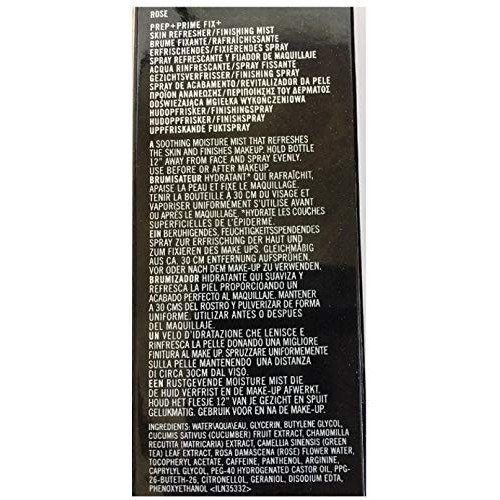 ROSE
PREP+PRIME FIX+
SKIN REFRESHER/FINISHING MIST
BRUME FIXANTE/RAFRAÎCHISSANTE
ERFRISCHENDES/FIXIERENDES SPRAY
SPRAY REFRESCANTE Y FIJADOR DE MAQUILLAJE
ACQUA RINFRESCANTE/SPRAY FISSANTE
GEZICHTSVERFRISSER/FINISHING SPRAY
SPRAY DE ACABAMENTO/REVITALIZADOR DA PELE
ΠΡΟΪΟΝ ΑΝΑΝΕΩΣΗΣ/ΠΕΡΙΠΟΙΗΣΗΣ ΤΟΥ ΔΕΡΜΑΤΟΣ
ODŚWIEŻAJĄCA MGIEŁKA WYKOŃCZENIOWA
HUDOPFRISKER/FINISHINGSPRAY
HUDOPPFRISKER/FINISHSPRAY
UPPFRISKANDE FUKTSPRAY
A SOOTHING MOISTURE MIST THAT REFRESHES
THE SKIN AND FINISHES MAKEUP. HOLD BOTTLE
12" AWAY FROM FACE AND SPRAY EVENLY.
USE BEFORE OR AFTER MAKEUP.
BRUMISATEUR HYDRATANT* QUI RAFRAÎCHIT,
APAISE LA PEAU ET FIXE LE MAQUILLAGE.
TENIR LA BOUTEILLE À 30 CM DU VISAGE ET
VAPORISER UNIFORMEMENT S'UTILISE AVANT
OU APRÈS LE MAQUILLAGE. *HYDRATE LES COUCHES
SUPERFICIELLES DE L'ÉPIDERME.
EIN BERUHIGENDES, FEUCHTIGKEITSSPENDENDES
SPRAY ZUR ERFRISCHUNG DER HAUT UND
ZUM FIXIEREN DES MAKE UPS. GLEICHMÄßIG
AUS CA. 30 CM ENTFERNUNG AUFSPRÜHEN.
VOR ODER NACH DEM MAKE-UP ZU VERWENDEN.
BRUMIZADOR HIDRATANTE QUI SUAVIZA Y
REFRESCA LA PIEL PROPORCIONANDO UN
ACABADO PERFECTO AL MAQUILLAJE. MANTENER
A 30 CMS DEL ROSTRO Y PULVERIZAR DE FORMA
UNIFORME. UTILIZAR ANTES O DESPUES
DEL MAQUILLAJE.
UN VELO D'IDRATAZIONE CHE LENISCE E
RINFRESCA LA PELLE DONANDO UNA MIGLIORE
FINITURA AL MAKE UP. SPRUZZARE UNIFORMEMENTE
SULLA PELLE MANTENENDO UNA DISTANZA
DI CIRCA 30CM DAL VISO.
EEN RUSTGEVENDE MOISTURE MIST DIE
DE HUID VERFRIST EN DE MAKE-UP AFWERKT.
HOUD HET FLESJE 12" VAN JE GEZICHT EN SPUIT
GELIJKMATIG. GEBRUIK VOOR EN NA DE MAKE-UP.
INGREDIENTS: WATER\AQUA\EAU, GLYCERIN, BUTYLENE GLYCOL,
CUCUMIS SATIVUS (CUCUMBER) FRUIT EXTRACT, CHAMOMILLA
RECUTITA (MATRICARIA) EXTRACT, CAMELLIA SINENSIS (GREEN
TEA) LEAF EXTRACT, ROSA DAMASCENA (ROSE) FLOWER WATER,
TOCOPHERYL ACETATE, CAFFEINE, PANTHENOL, ARGININE,
CAPRYLYL GLYCOL, PEG-40 HYDROGENATED CASTOR OIL, PPG-
26-BUTETH-26, CITRONELLOL, GERANIOL, DISODIUM EDTA,
PHENOXYETHANOL <ILN35332>